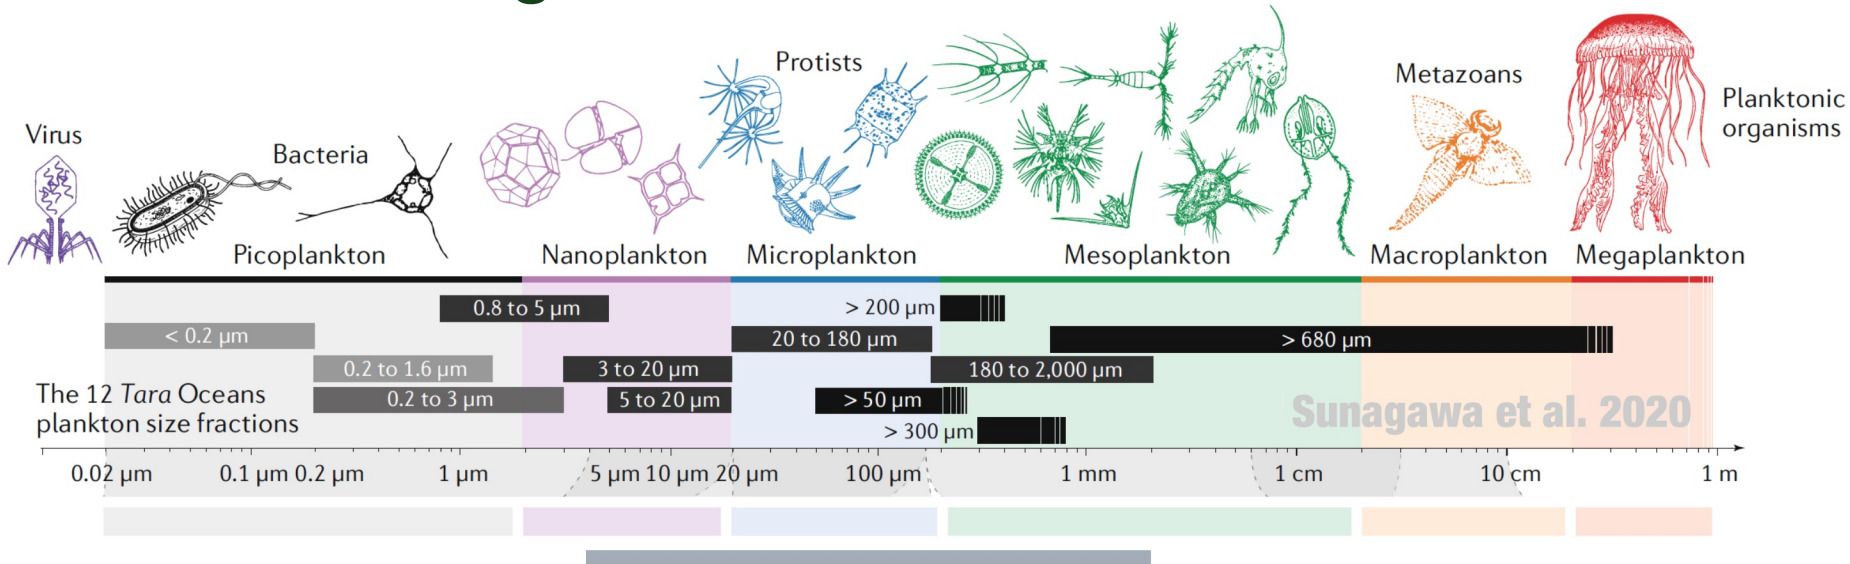 Protists
Metazoans
Planktonic
organisms
Virus
Bacteria
Picoplankton
Nanoplankton
Microplankton
Mesoplankton
Macroplankton
Megaplankton
0.8 to 5 µm
> 200 µm
< 0.2 µm
20 to 180 µm
> 680 µm
0.2 to 1.6 µm
3 to 20 µm
180 to 2,000 µm
The 12 Tara Oceans
plankton size fractions
0.2 to 3 µm
5 to 20 µm
> 50 µm
Sunagawa et al. 2020
> 300 µm
0.02 µm
0.1 µm
0.2 µm
1 µm
5 µm
10 µm
20 µm
100 µm
1 mm
1 cm
10 cm
1 m